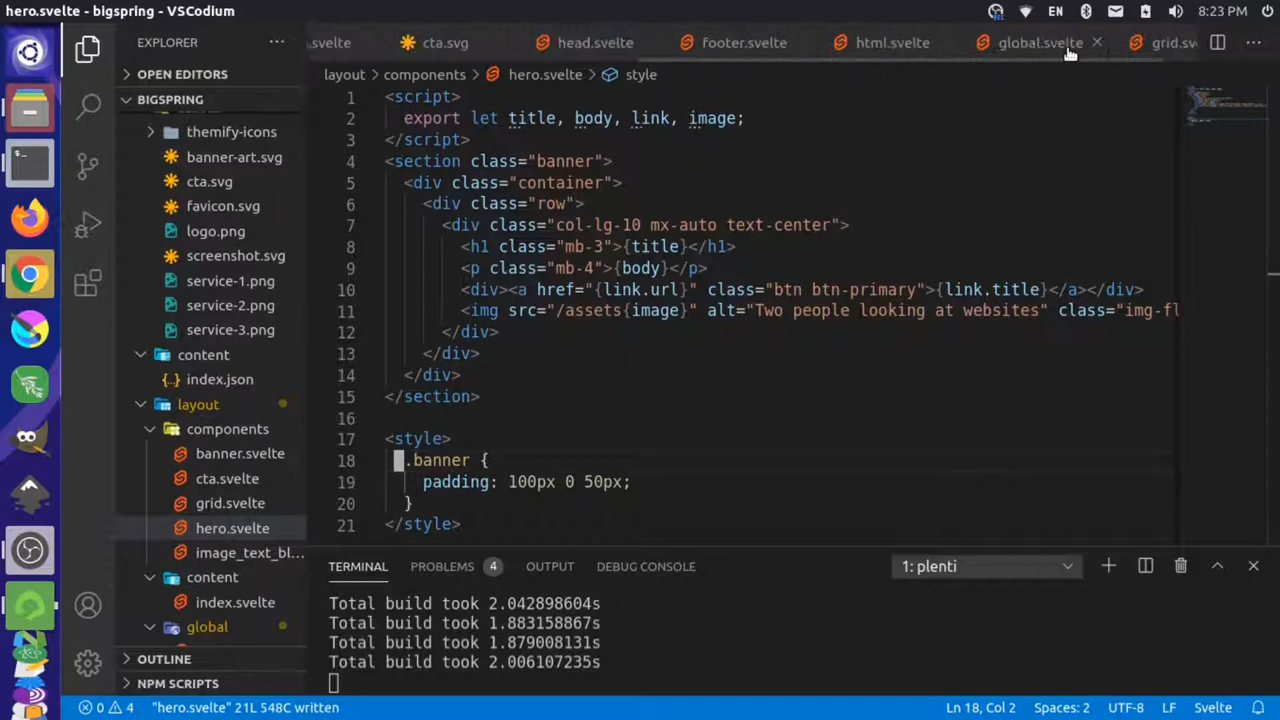 hero.svelte - bigspring - VSCodium
EN
8:23 PM
EXPLORER
.svelte
cta.svg
head.svelte
footer.svelte
html.svelte
global.svelte
grid.sv
OPEN EDITORS
layout > components > hero.svelte > style
BIGSPRING
themify-icons
banner-art.svg
cta.svg
favicon.svg
logo.png
screenshot.svg
service-1.png
service-2.png
service-3.png
content
index.json
layout
components
banner.svelte
cta.svelte
grid.svelte
hero.svelte
image_text_bl...
content
index.svelte
global
OUTLINE
NPM SCRIPTS
1 <script>
2 export let title, body, link, image;
3 </script>
4 <section class="banner">
5 <div class="container">
6 <div class="row">
7 <div class="col-lg-10 mx-auto text-center">
8 <h1 class="mb-3">{title}</h1>
9 <p class="mb-4">{body}</p>
10 <div><a href="{link.url}" class="btn btn-primary">{link.title}</a></div>
11 <img src="/assets{image}" alt="Two people looking at websites" class="img-fl
12 </div>
13 </div>
14 </div>
15 </section>
16
17 <style>
18 .banner {
19 padding: 100px 0 50px;
20 }
21 </style>
TERMINAL PROBLEMS 4 OUTPUT DEBUG CONSOLE 1: plenti
Total build took 2.042898604s
Total build took 1.883158867s
Total build took 1.879008131s
Total build took 2.006107235s
0 4 "hero.svelte" 21L 548C written Ln 18, Col 2 Spaces: 2 UTF-8 LF Svelte